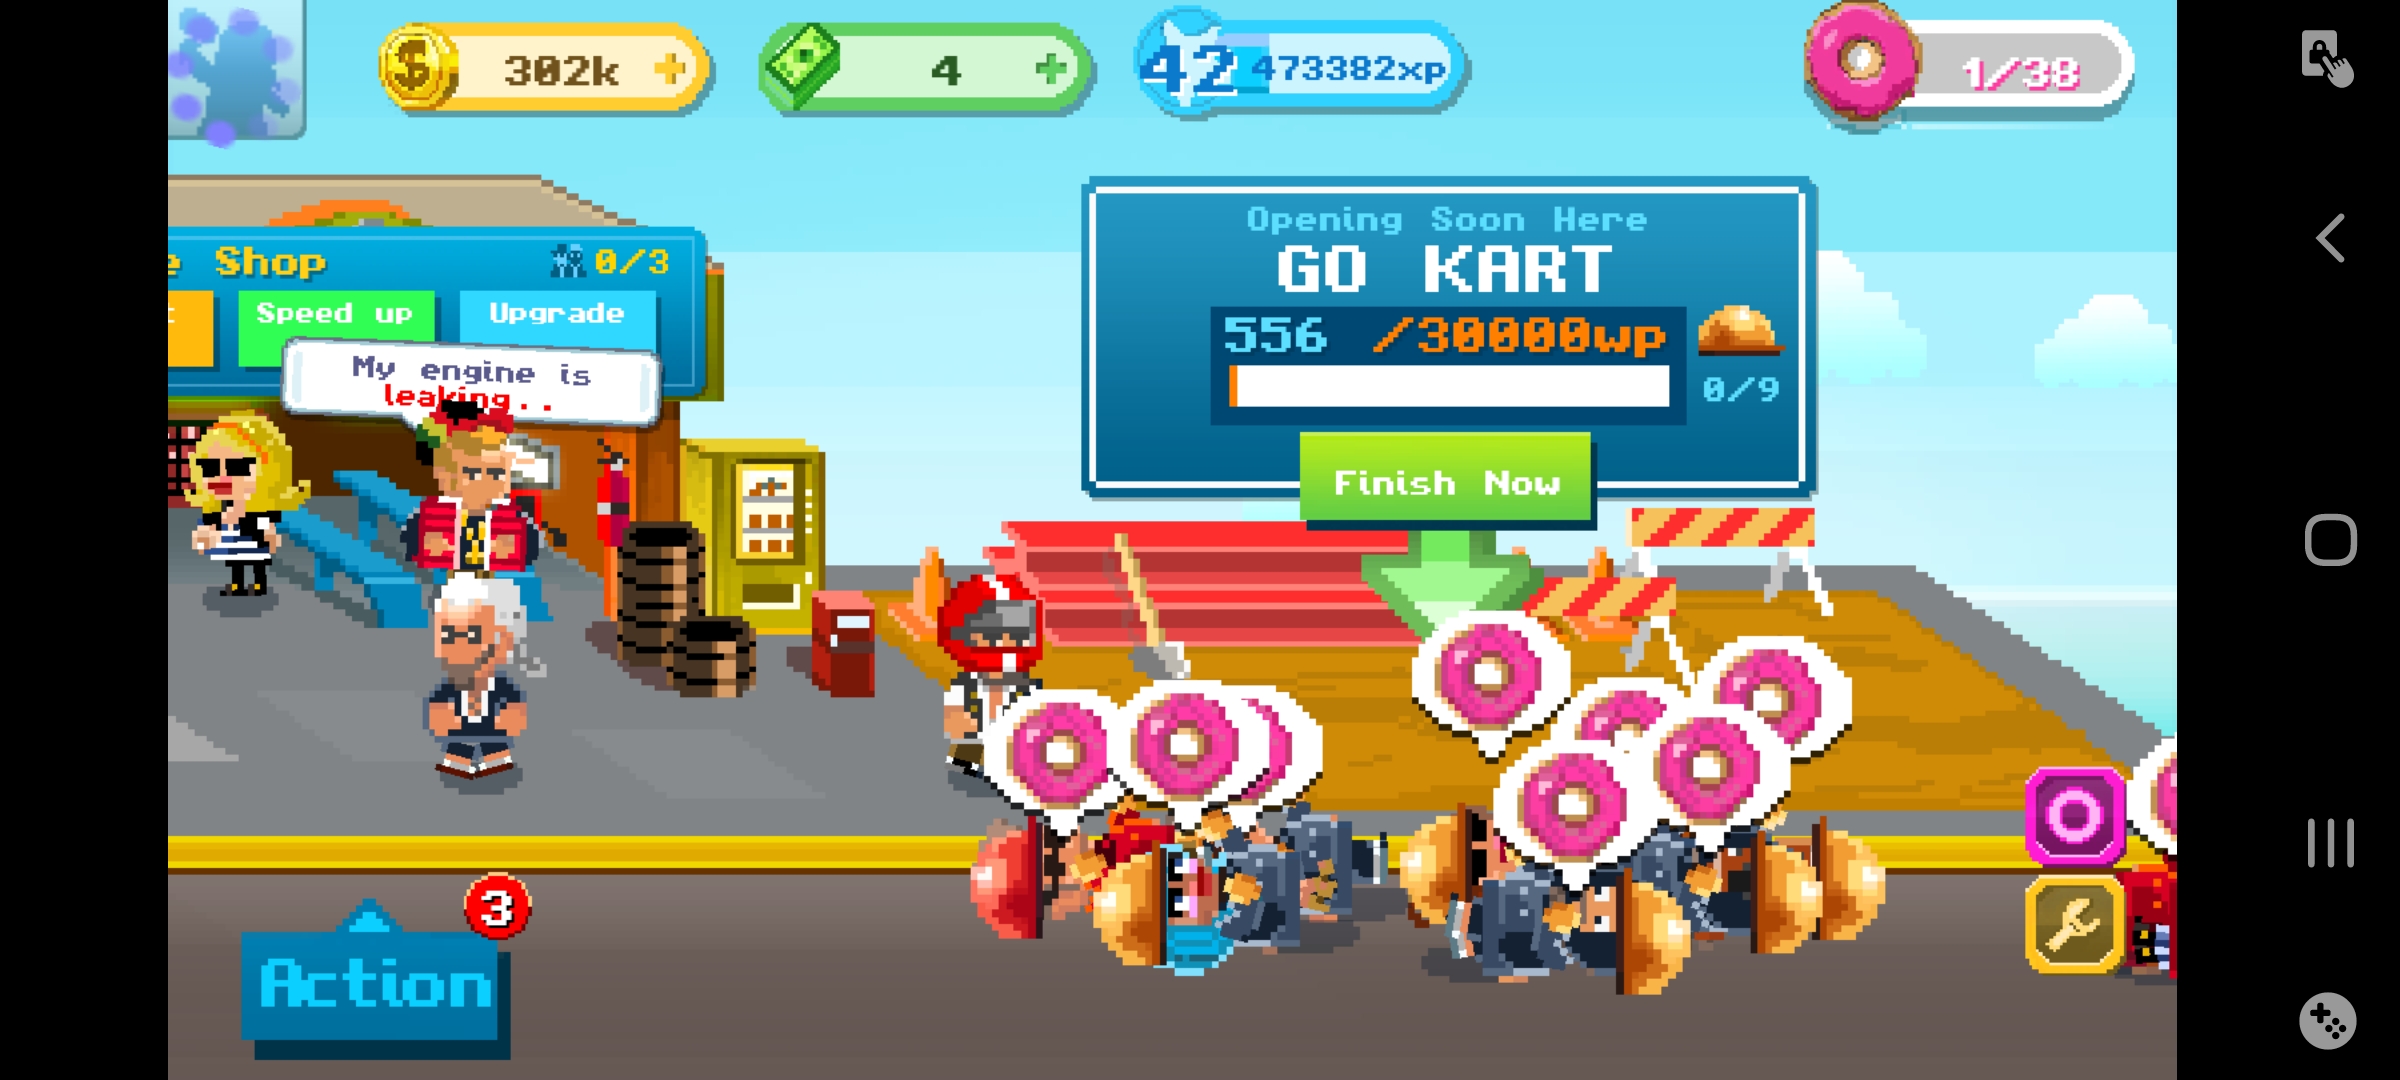 302k
4
42
473382xp
1/38
Shop
0/3
Speed up
Upgrade
My engine is
leaking..
Opening Soon Here
GO KART
556 /30000wp
0/9
Finish Now
3
Action